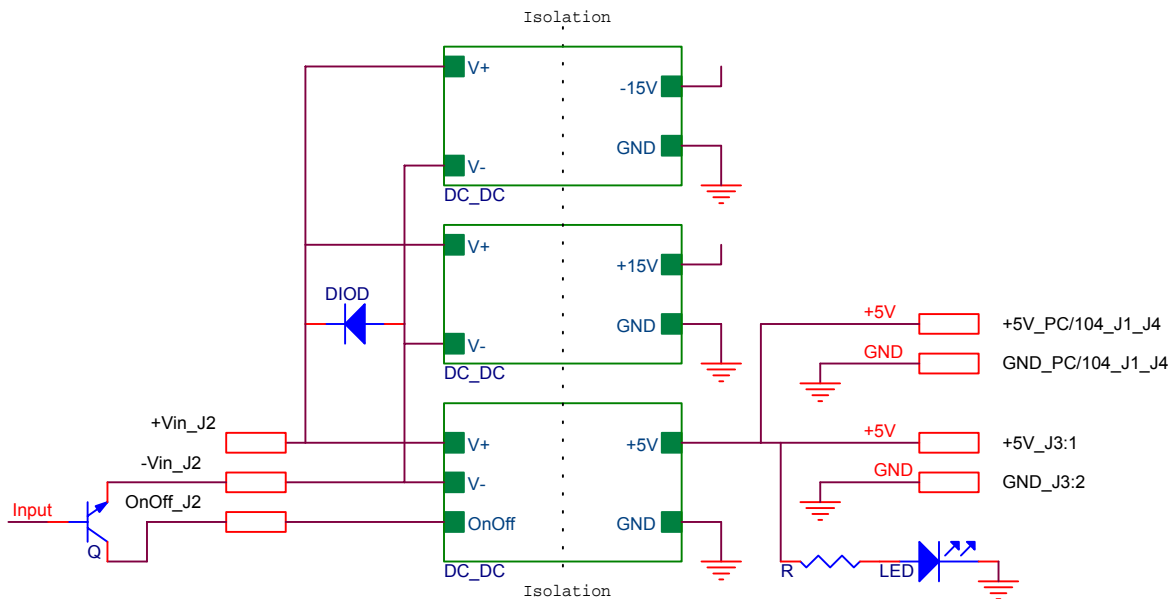 Isolation
V+
-15V
GND
V-
DC_DC
V+
+15V
DIOD
GND
V-
DC_DC
+5V
+5V_PC/104_J1_J4
GND
GND_PC/104_J1_J4
+Vin_J2
V+
+5V
+5V
+5V_J3:1
-Vin_J2
V-
GND
GND_J3:2
OnOff_J2
Input
OnOff
GND
Q
DC_DC
R
LED
Isolation